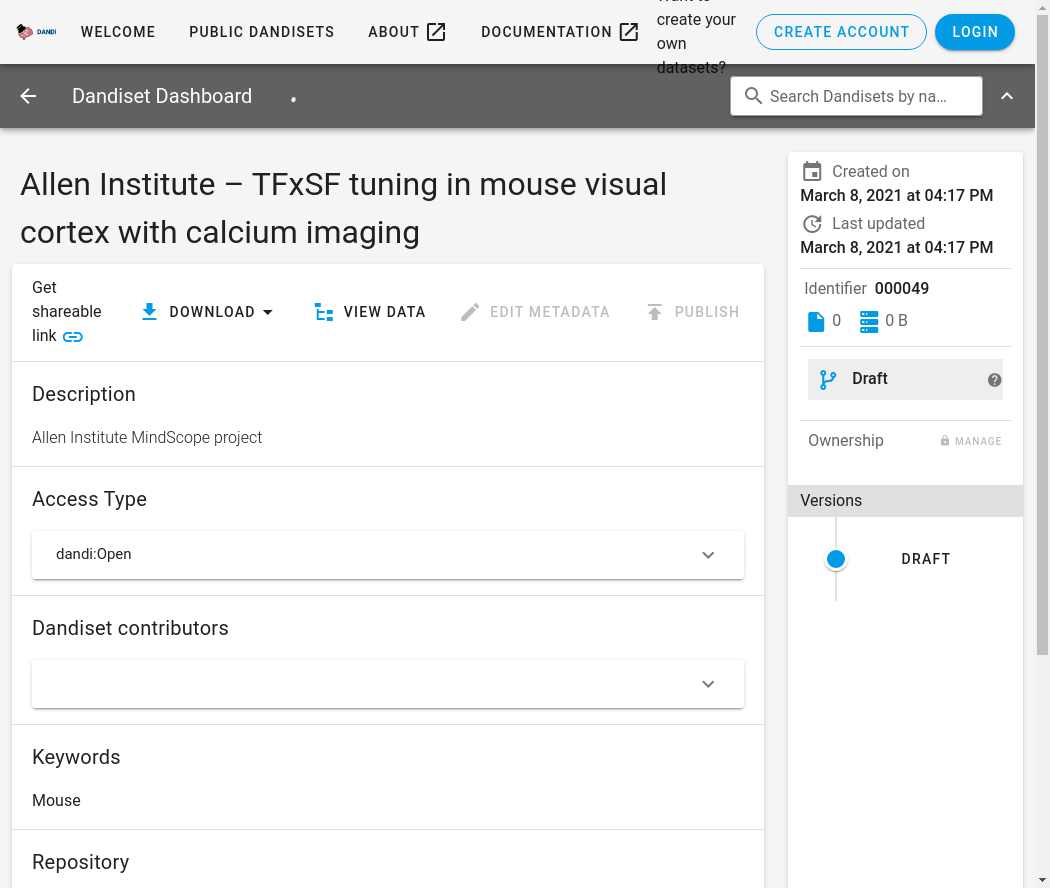 DANDI
WELCOME
PUBLIC DANDISETS
ABOUT
DOCUMENTATION
create your
own
datasets?
CREATE ACCOUNT
LOGIN
Dandiset Dashboard
Search Dandisets by na…
Allen Institute – TFxSF tuning in mouse visual
cortex with calcium imaging
Get
shareable
link
DOWNLOAD
VIEW DATA
EDIT METADATA
PUBLISH
Description
Allen Institute MindScope project
Access Type
dandi:Open
Dandiset contributors
Keywords
Mouse
Repository
Created on
March 8, 2021 at 04:17 PM
Last updated
March 8, 2021 at 04:17 PM
Identifier 000049
0
0 B
Draft
Ownership
MANAGE
Versions
DRAFT